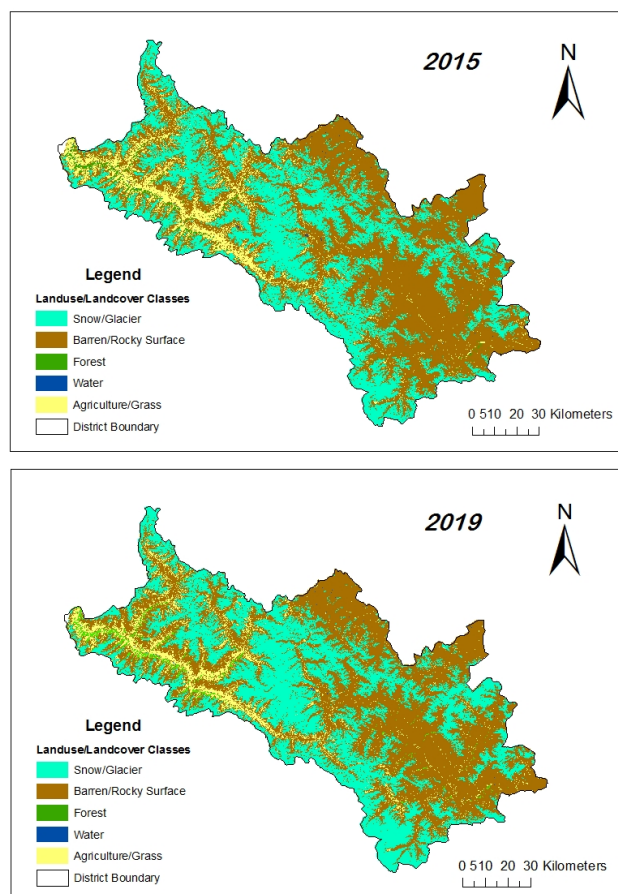 2015
N
Legend
Landuse/Landcover Classes
Snow/Glacier
Barren/Rocky Surface
Forest
Water
Agriculture/Grass
District Boundary
0 510 20 30 Kilometers
2019
N
Legend
Landuse/Landcover Classes
Snow/Glacier
Barren/Rocky Surface
Forest
Water
Agriculture/Grass
District Boundary
0 510 20 30 Kilometers